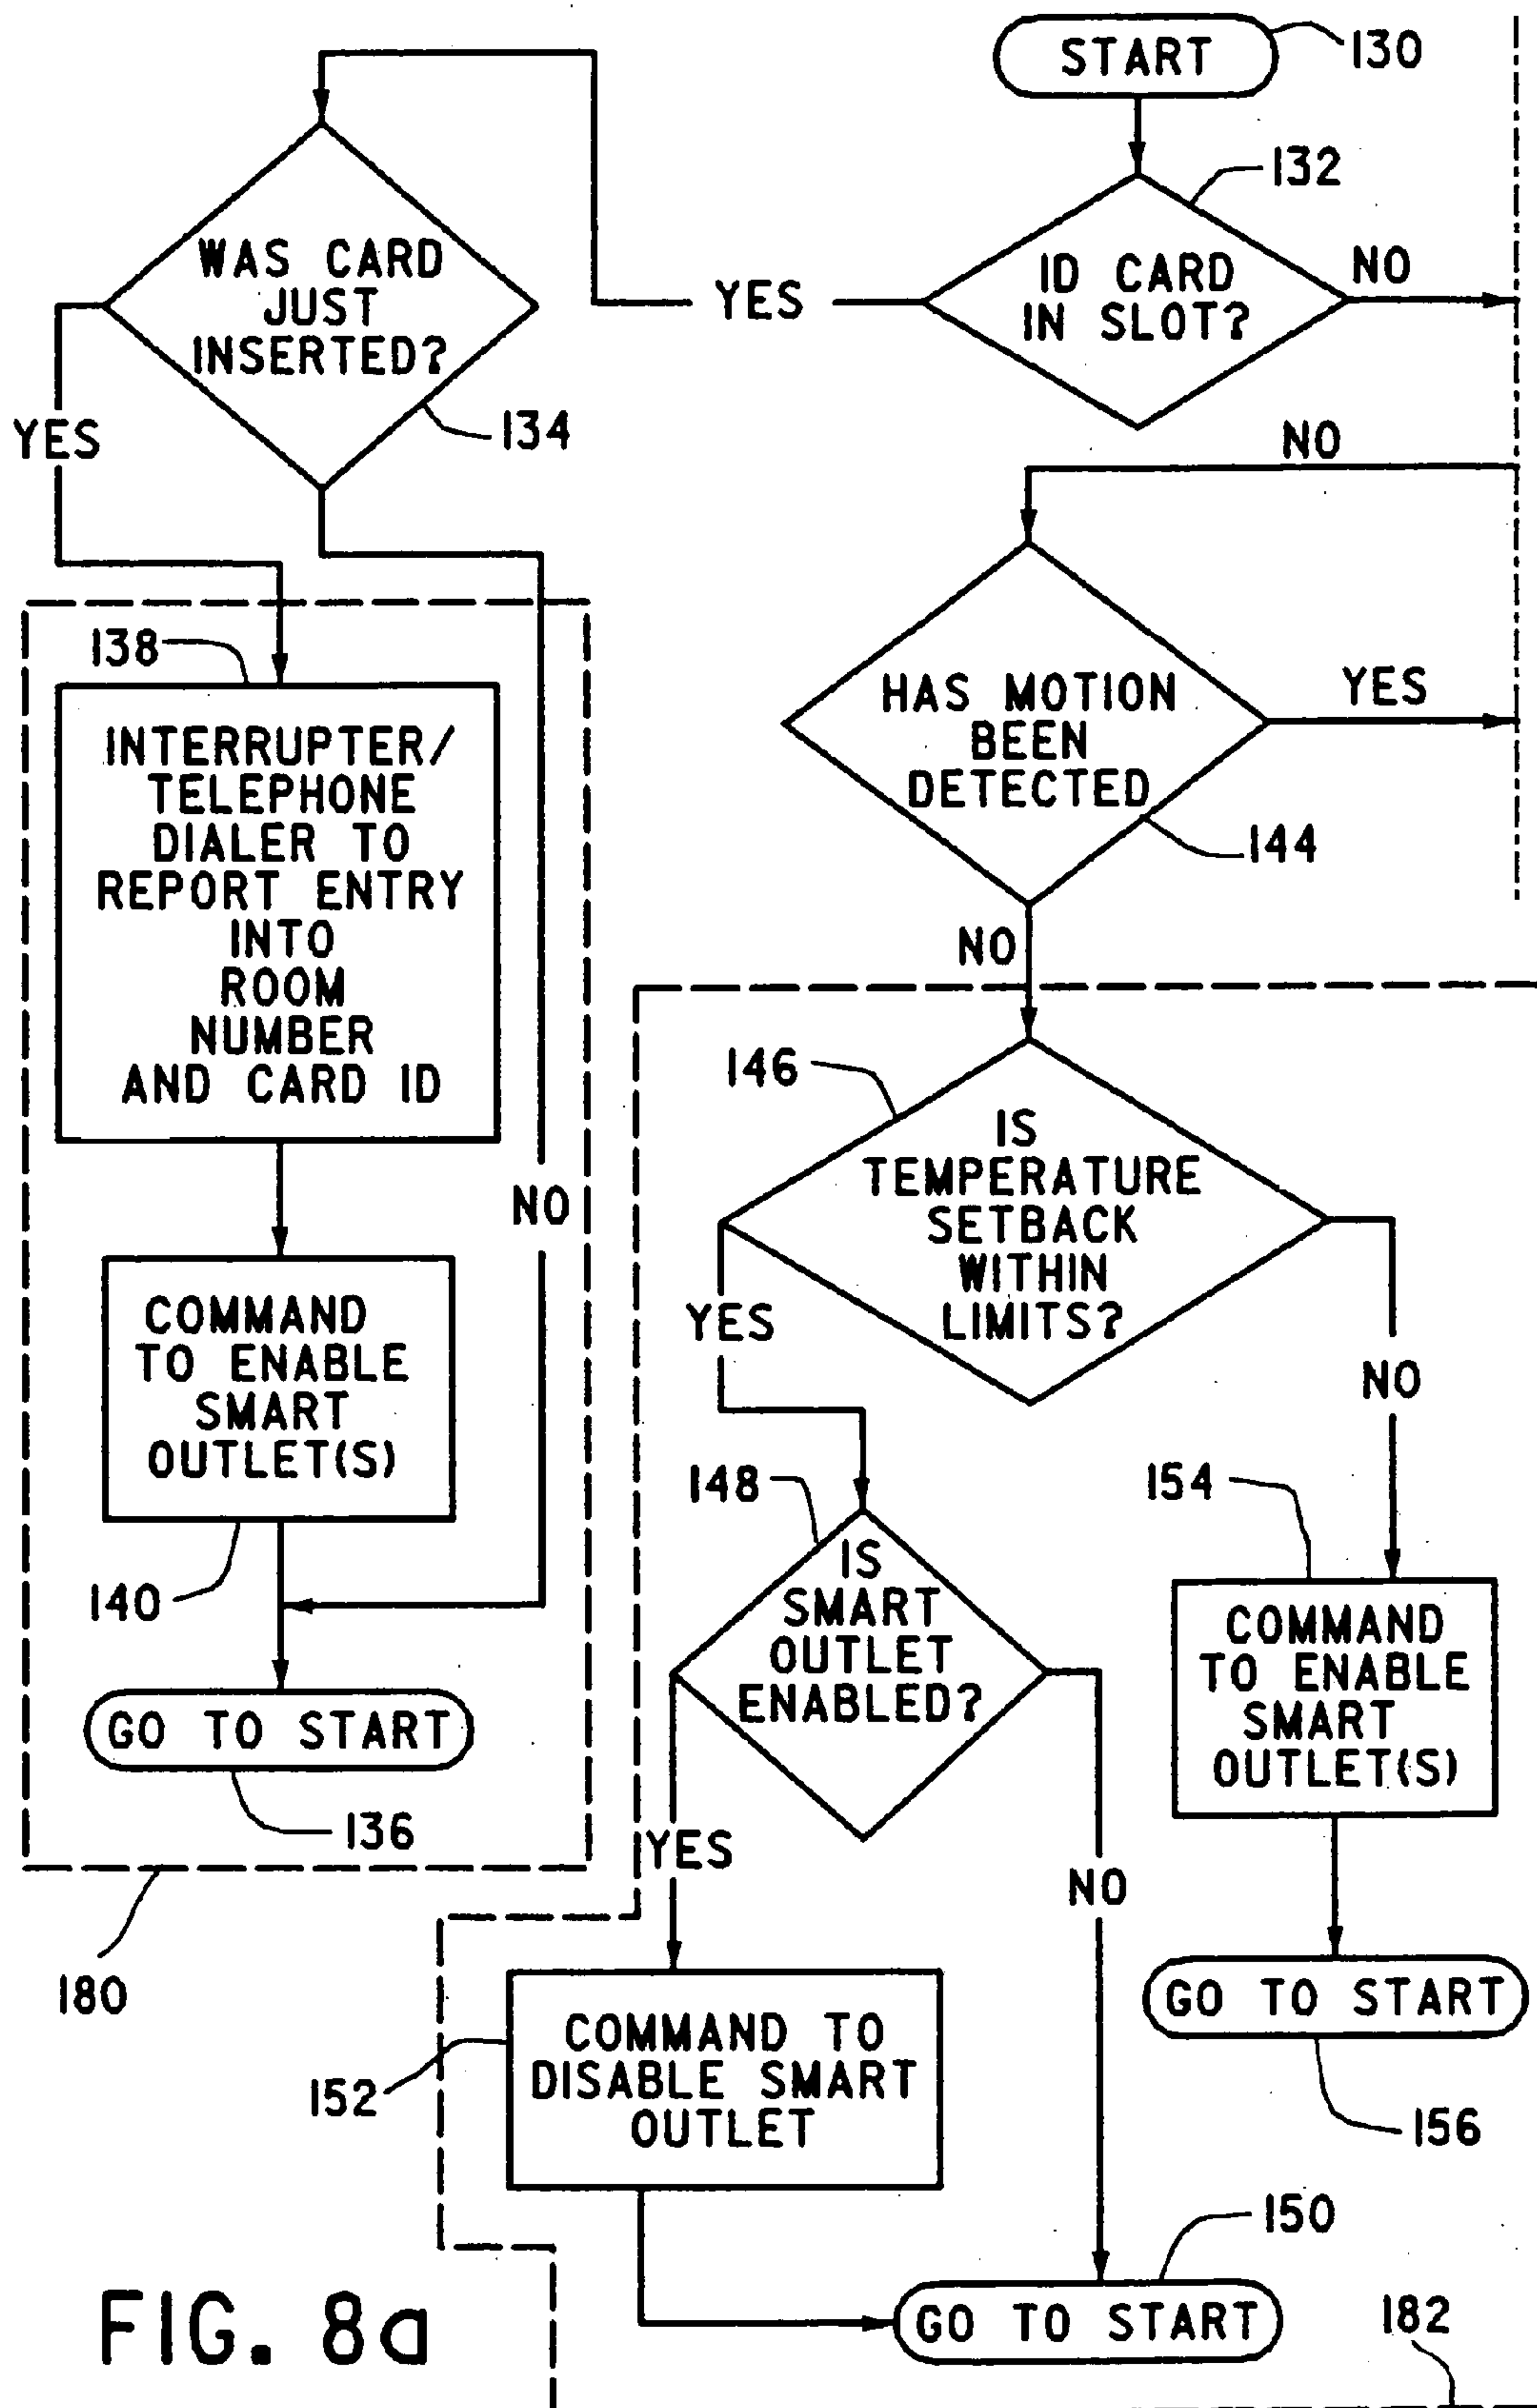 START
130
132
ID CARD
IN SLOT?
NO
YES
WAS CARD
JUST
INSERTED?
134
YES
NO
HAS MOTION
BEEN
DETECTED
YES
144
NO
138
INTERRUPTER/
TELEPHONE
DIALER TO
REPORT ENTRY
INTO
ROOM
NUMBER
AND CARD ID
NO
COMMAND
TO ENABLE
SMART
OUTLET(S)
140
GO TO START
136
180
146
IS
TEMPERATURE
SETBACK
WITHIN
LIMITS?
YES
NO
148
IS
SMART
OUTLET
ENABLED?
154
COMMAND
TO ENABLE
SMART
OUTLET(S)
YES
NO
GO TO START
156
152
COMMAND TO
DISABLE SMART
OUTLET
150
GO TO START
182
FIG. 8a